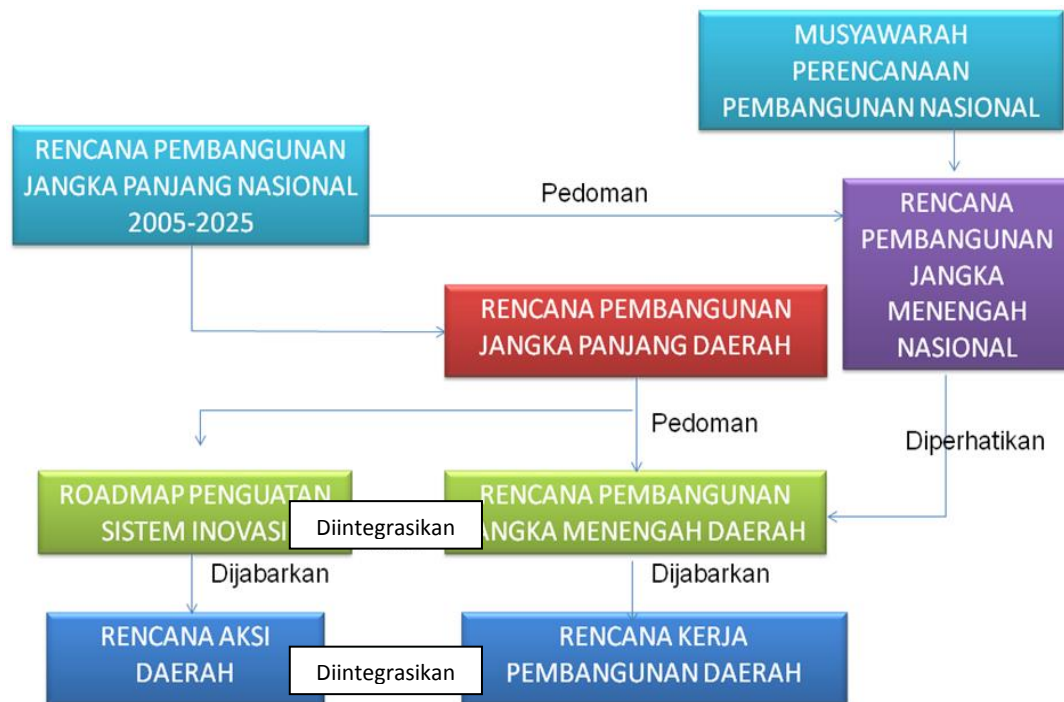 MUSYAWARAH
PERENCANAAN
PEMBANGUNAN NASIONAL
RENCANA PEMBANGUNAN
JANGKA PANJANG NASIONAL
2005-2025
Pedoman
RENCANA
PEMBANGUNAN
JANGKA
MENENGAH
NASIONAL
RENCANA PEMBANGUNAN
JANGKA PANJANG DAERAH
Pedoman
Diperhatikan
ROADMAP PENGUATAN
SISTEM INOVASI
Diintegrasikan
RENCANA PEMBANGUNAN
ANGKA MENENGAH DAERAH
Dijabarkan
Dijabarkan
RENCANA AKSI
DAERAH
Diintegrasikan
RENCANA KERJA
PEMBANGUNAN DAERAH